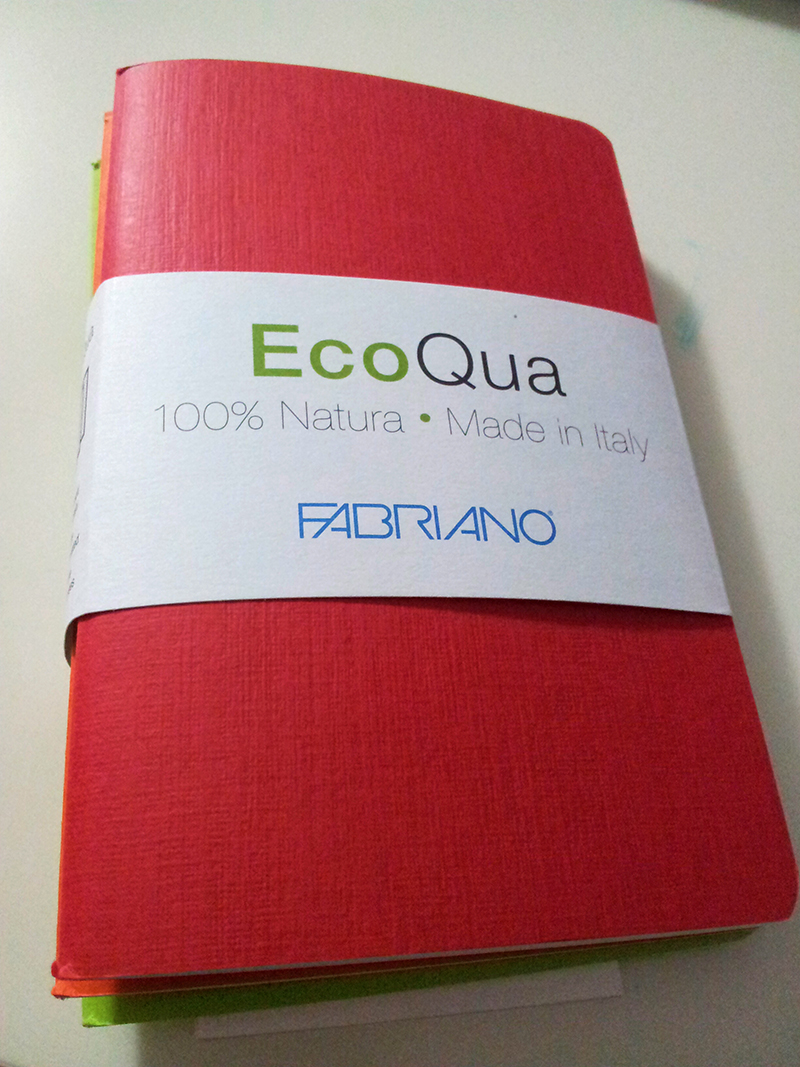 EcoQua
100% Natura • Made in Italy
FABRIANO®